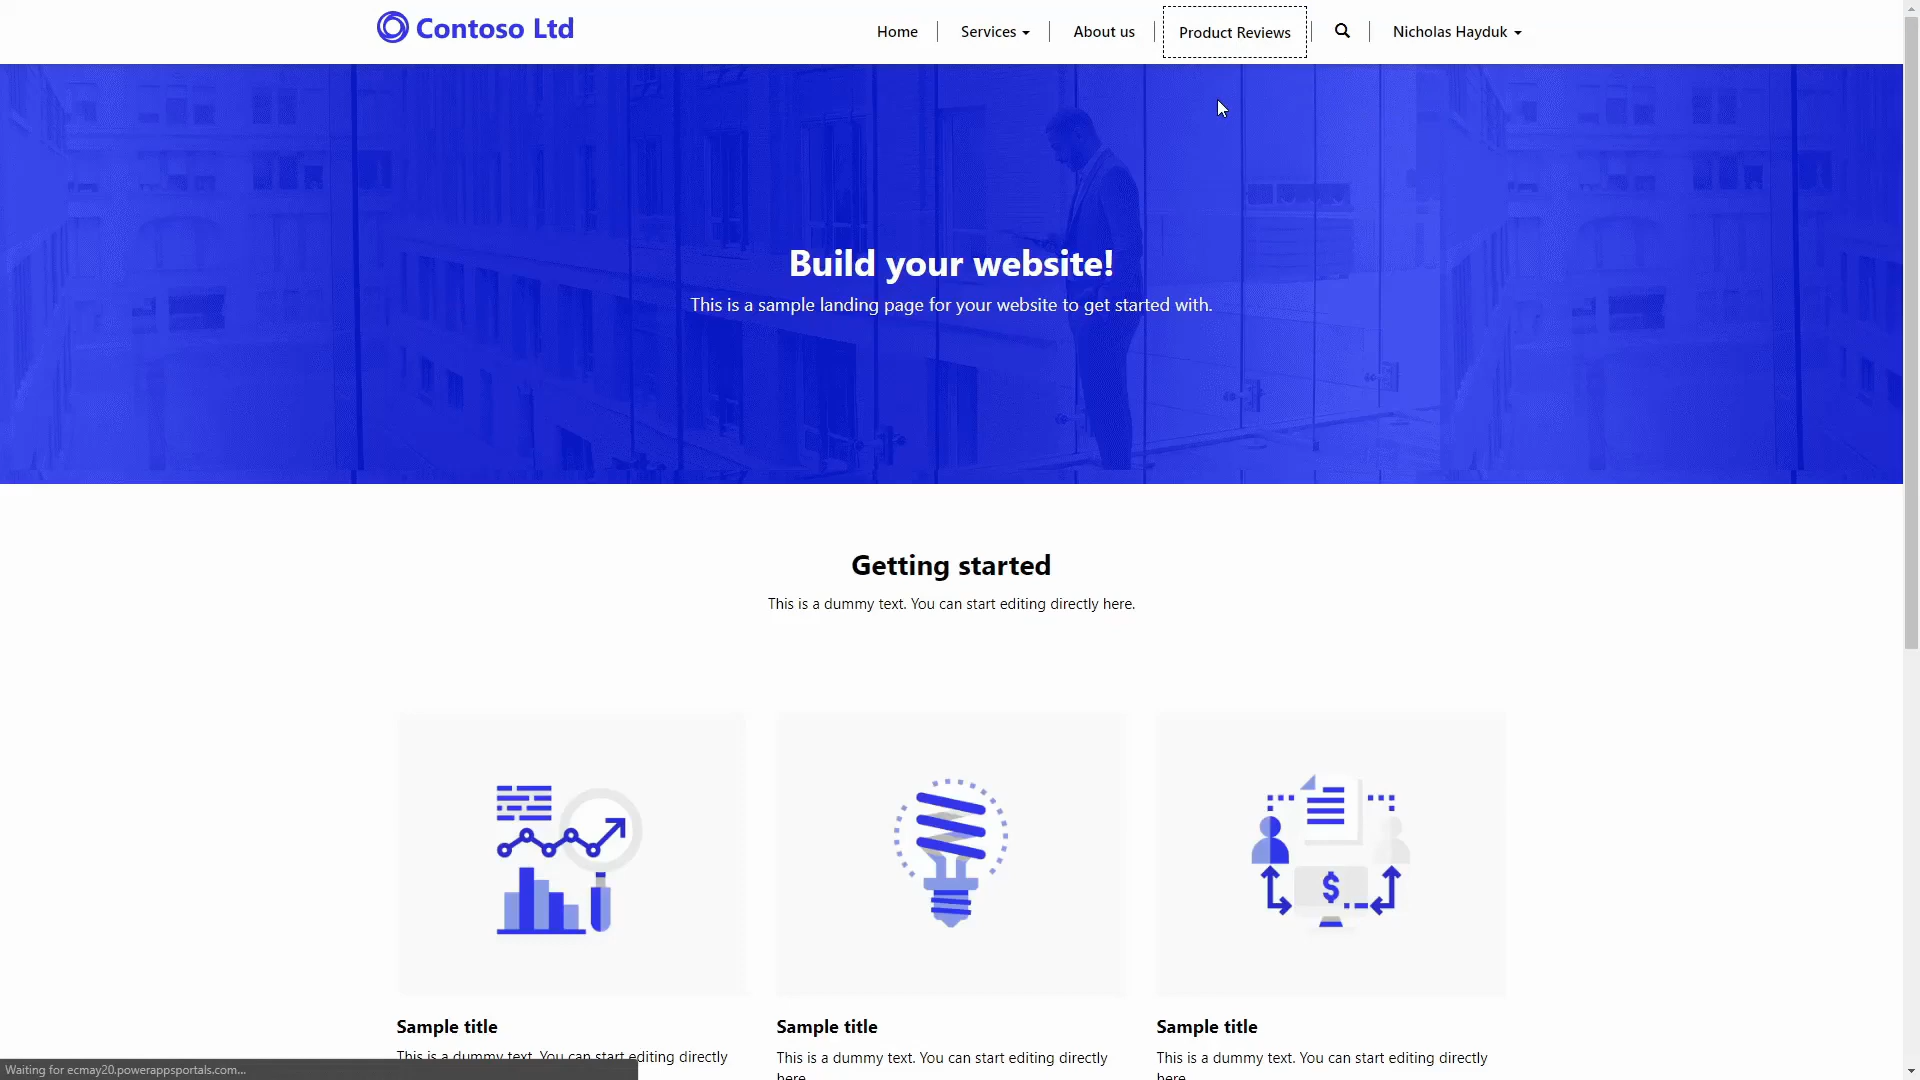 Contoso Ltd
Home
Services
About us
Product Reviews
Nicholas Hayduk
Build your website!
This is a sample landing page for your website to get started with.
Getting started
This is a dummy text. You can start editing directly here.
$
Sample title
This is a dummy text. You can start editing directly
Sample title
This is a dummy text. You can start editing directly
here.
Sample title
This is a dummy text. You can start editing directly
here.
Waiting for ecmay20.powerappsportals.com...